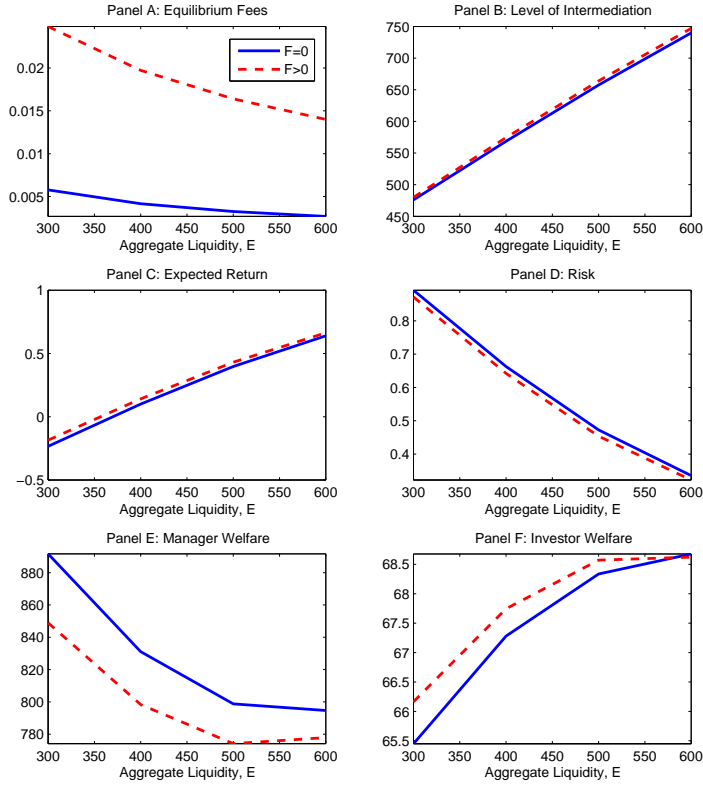 Panel A: Equilibrium Fees
0.02
0.015
0.01
0.005
300 350 400 450 500 550 600
Aggregate Liquidity, E
F=0
F>0
Panel B: Level of Intermediation
750
700
650
600
550
500
450
300 350 400 450 500 550 600
Aggregate Liquidity, E
Panel C: Expected Return
1
0.5
0
−0.5
300 350 400 450 500 550 600
Aggregate Liquidity, E
Panel D: Risk
0.8
0.7
0.6
0.5
0.4
300 350 400 450 500 550 600
Aggregate Liquidity, E
Panel E: Manager Welfare
880
860
840
820
800
780
300 350 400 450 500 550 600
Aggregate Liquidity, E
Panel F: Investor Welfare
68.5
68
67.5
67
66.5
66
65.5
300 350 400 450 500 550 600
Aggregate Liquidity, E